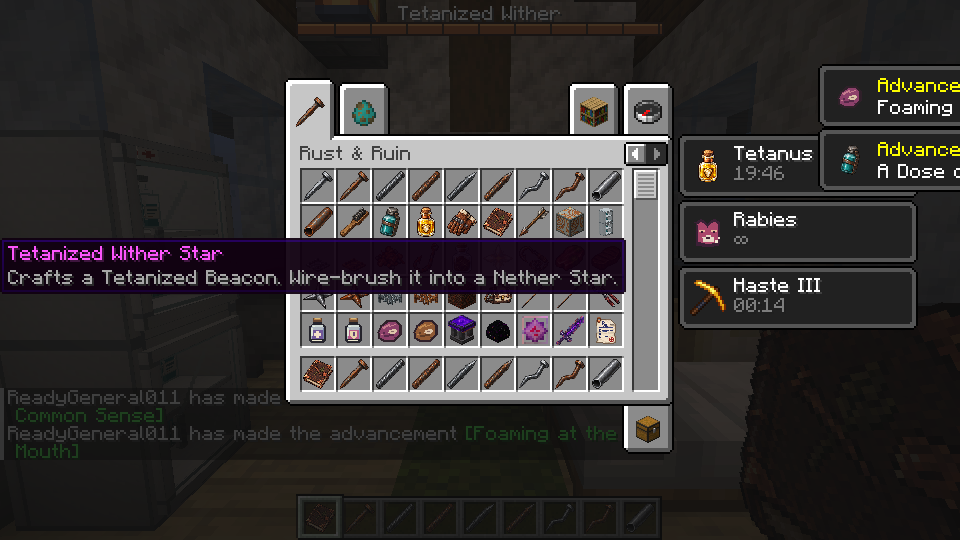 Tetanized Wither
Advance
Foaming
Advance
A Dose o
Rust & Ruin
Tetanus
19:46
Rabies
∞
Haste III
00:14
Tetanized Wither Star
Crafts a Tetanized Beacon. Wire-brush it into a Nether Star.
ReadyGeneral011 has made
Common Sense]
ReadyGeneral011 has made the advancement [Foaming at the
Mouth]